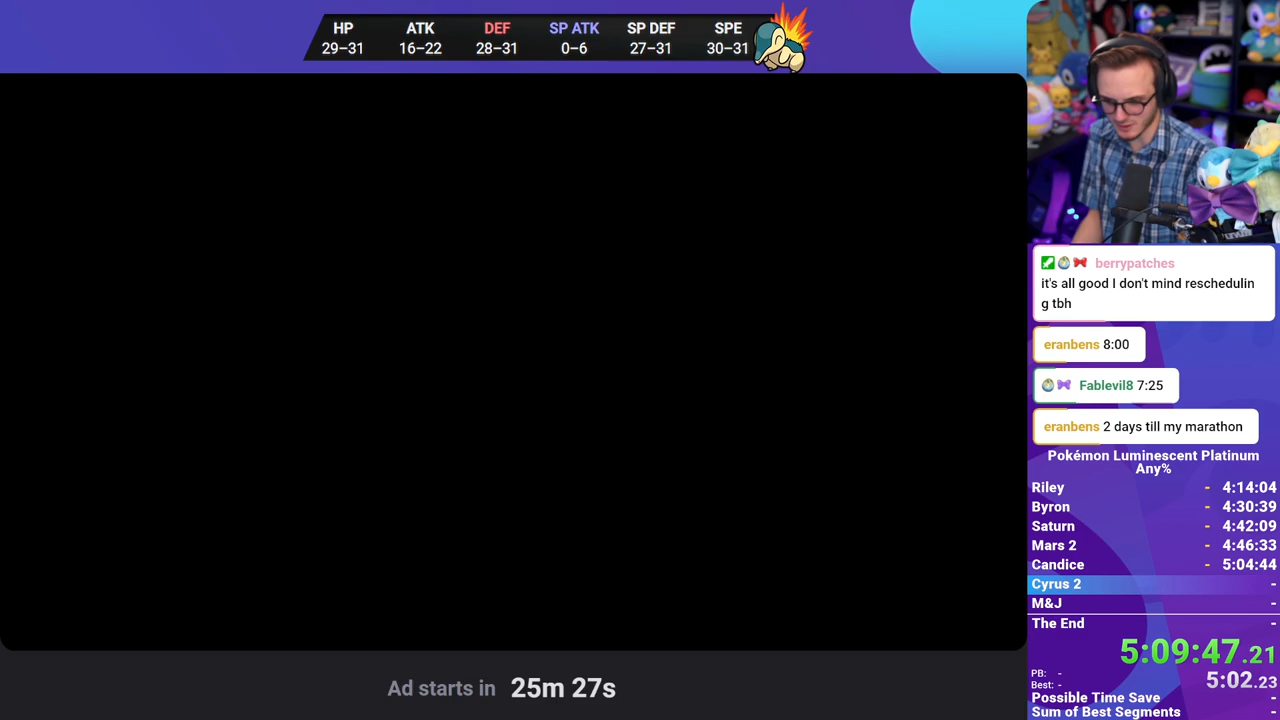 HP ATK DEF SP ATK SP DEF SPE
29–31 16–22 28–31 0–6 27–31 30–31
berrypatches
it's all good I don't mind reschedulin
g tbh
eranbens 8:00
Fablevil8 7:25
eranbens 2 days till my marathon
Pokémon Luminescent Platinum
Any%
Riley - 4:14:04
Byron - 4:30:39
Saturn - 4:42:09
Mars 2 - 4:46:33
Candice - 5:04:44
Cyrus 2 -
M&J -
The End -
5:09:47.21
PB: -
Best: - 5:02.23
Possible Time Save -
Sum of Best Segments -
Ad starts in 25m 27s